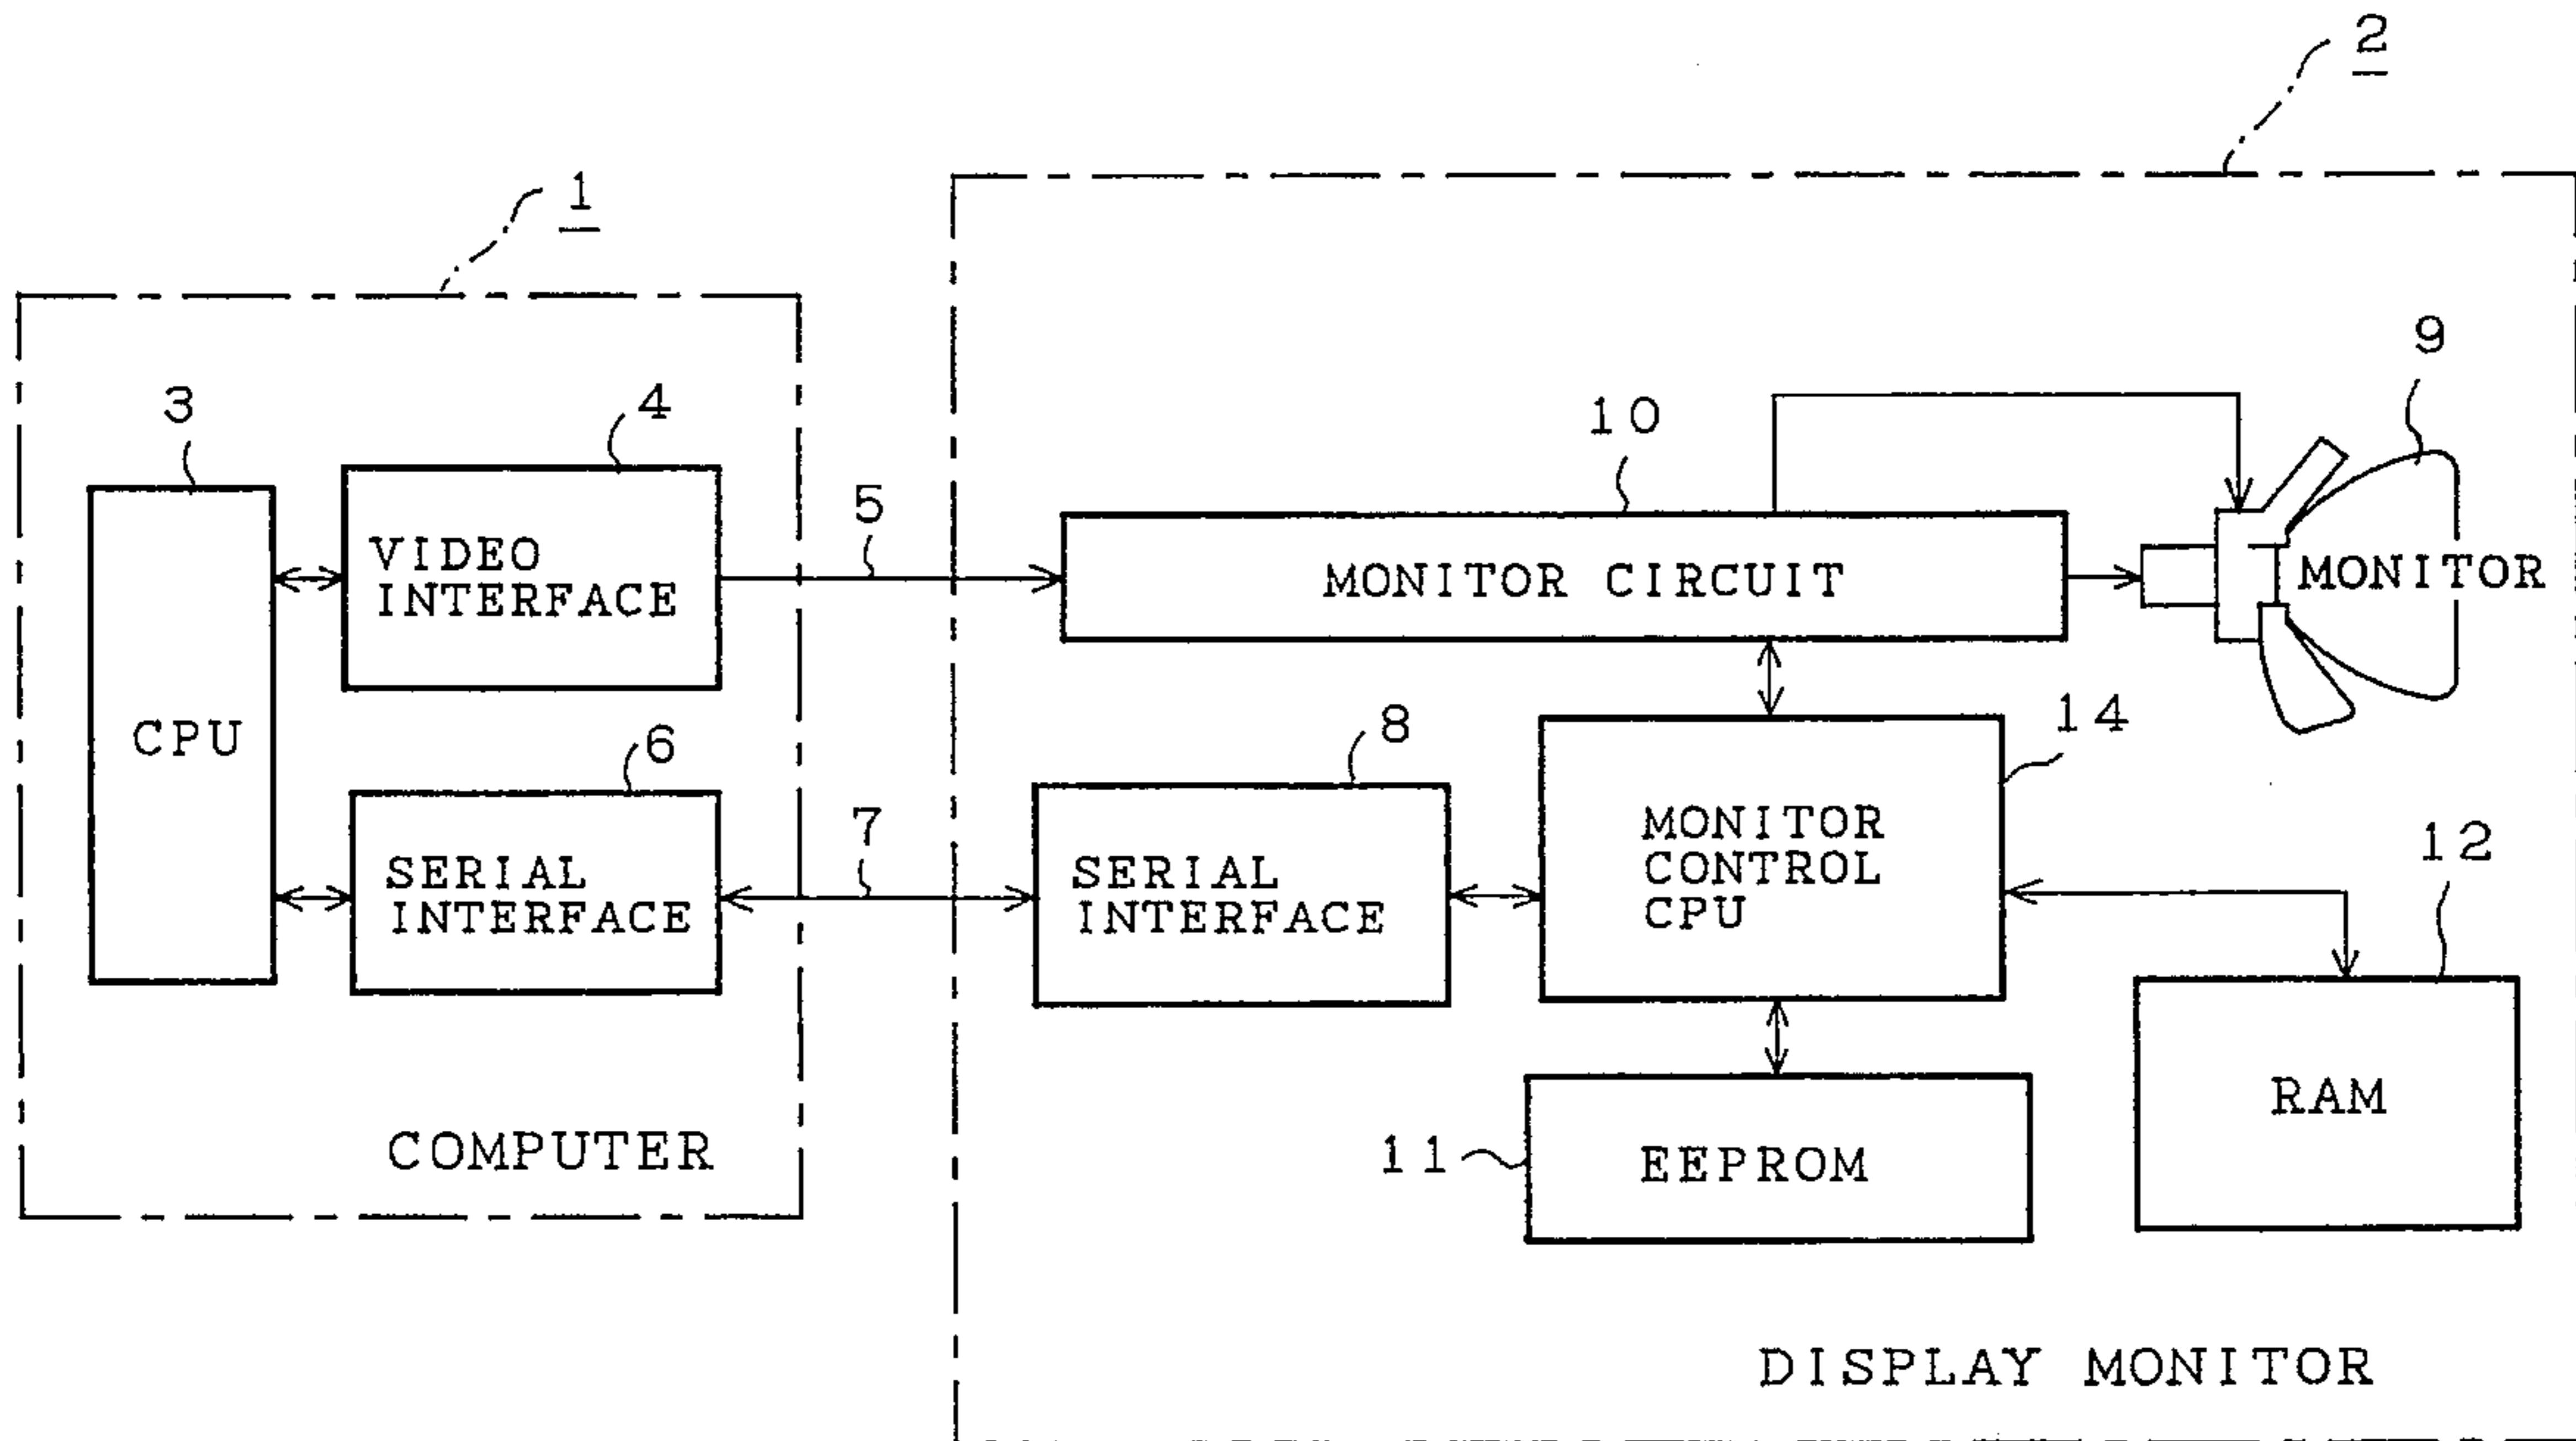 2
1
3
4
5
10
9
VIDEO
INTERFACE
MONITOR CIRCUIT
MONITOR
CPU
6
7
8
14
12
SERIAL
INTERFACE
SERIAL
INTERFACE
MONITOR
CONTROL
CPU
RAM
11
EEPROM
COMPUTER
DISPLAY MONITOR